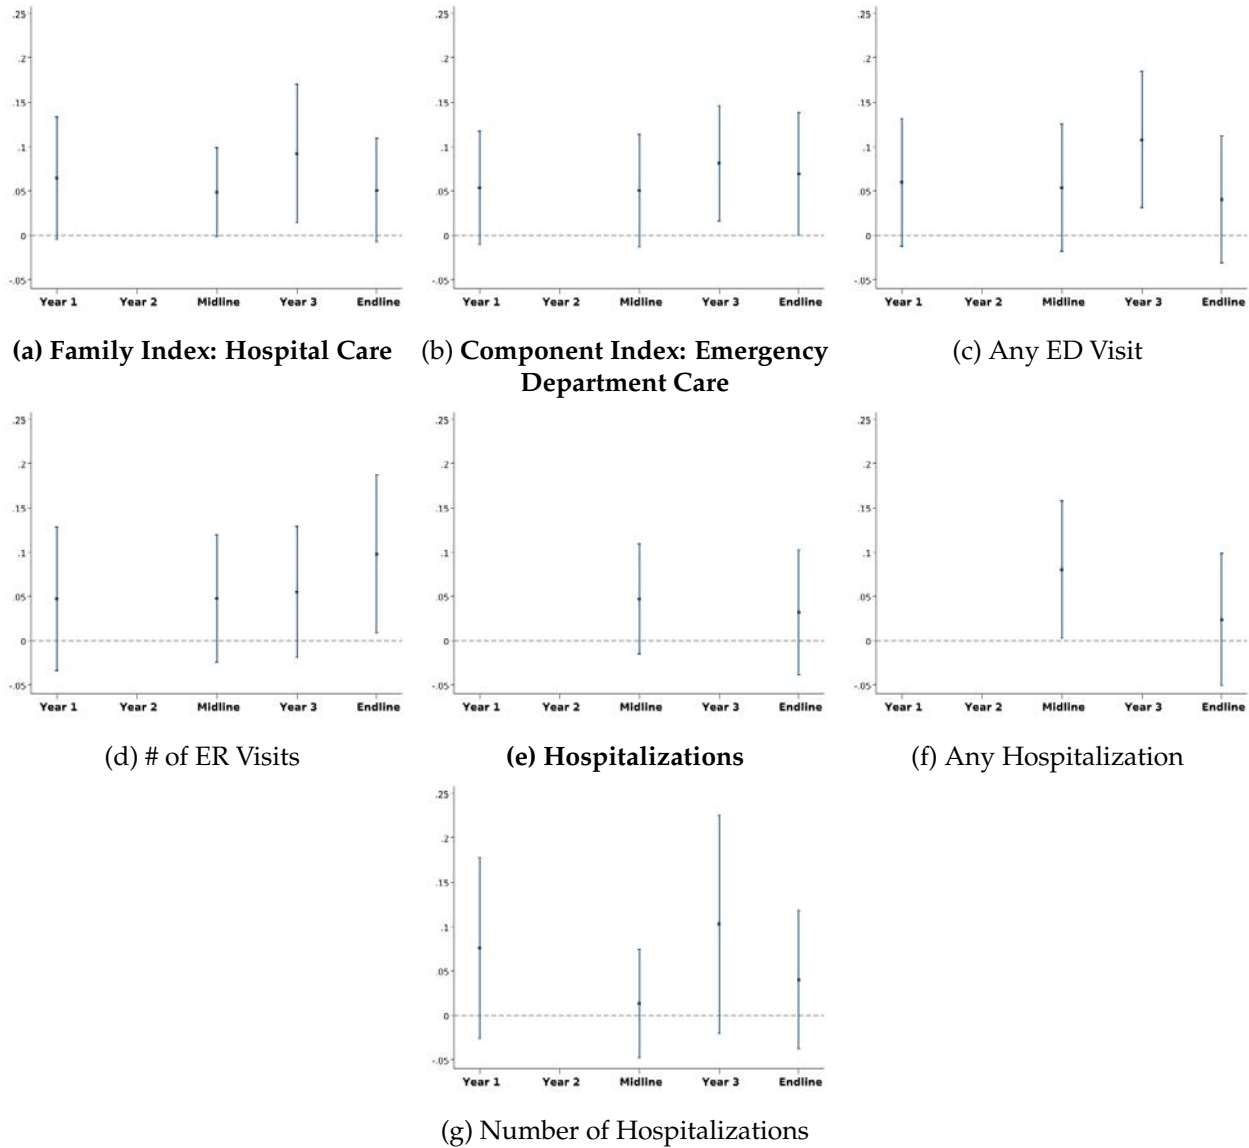 .25 .25 .25
.2 .2 .2
.15 .15 .15
.1 .1 .1
.05 .05 .05
0 0 0
-.05 -.05 -.05
Year 1 Year 2 Midline Year 3 Endline Year 1 Year 2 Midline Year 3 Endline Year 1 Year 2 Midline Year 3 Endline
(a) Family Index: Hospital Care (b) Component Index: Emergency (c) Any ED Visit
Department Care
.25 .25 .25
.2 .2 .2
.15 .15 .15
.1 .1 .1
.05 .05 .05
0 0 0
-.05 -.05 -.05
Year 1 Year 2 Midline Year 3 Endline Year 1 Year 2 Midline Year 3 Endline Year 1 Year 2 Midline Year 3 Endline
(d) # of ER Visits (e) Hospitalizations (f) Any Hospitalization
.25
.2
.15
.1
.05
0
-.05
Year 1 Year 2 Midline Year 3 Endline
(g) Number of Hospitalizations